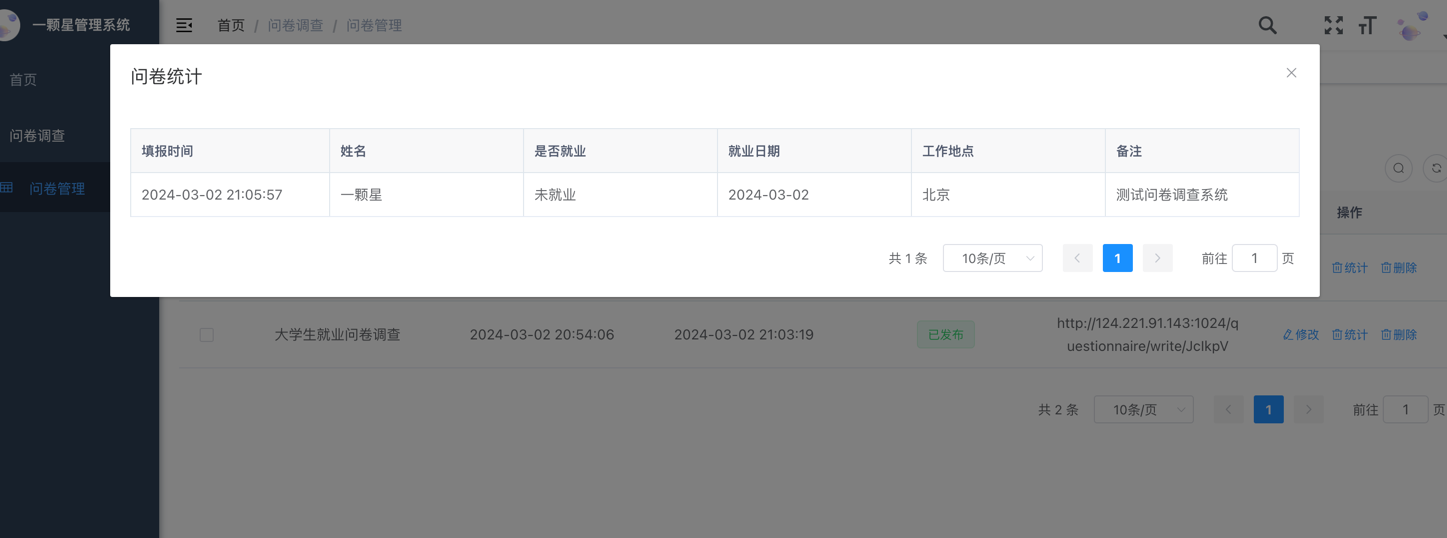 一颗星管理系统
首页 / 问卷调查 / 问卷管理
首页
问卷调查
问卷管理
问卷统计
填报时间 姓名 是否就业 就业日期 工作地点 备注
2024-03-02 21:05:57 一颗星 未就业 2024-03-02 北京 测试问卷调查系统
共 1 条 10条/页 1 前往 1 页
操作
统计 删除
大学生就业问卷调查 2024-03-02 20:54:06 2024-03-02 21:03:19 已发布 http://124.221.91.143:1024/q
uestionnaire/write/JcIkpV 修改 统计 删除
共 2 条 10条/页 1 前往 1 页